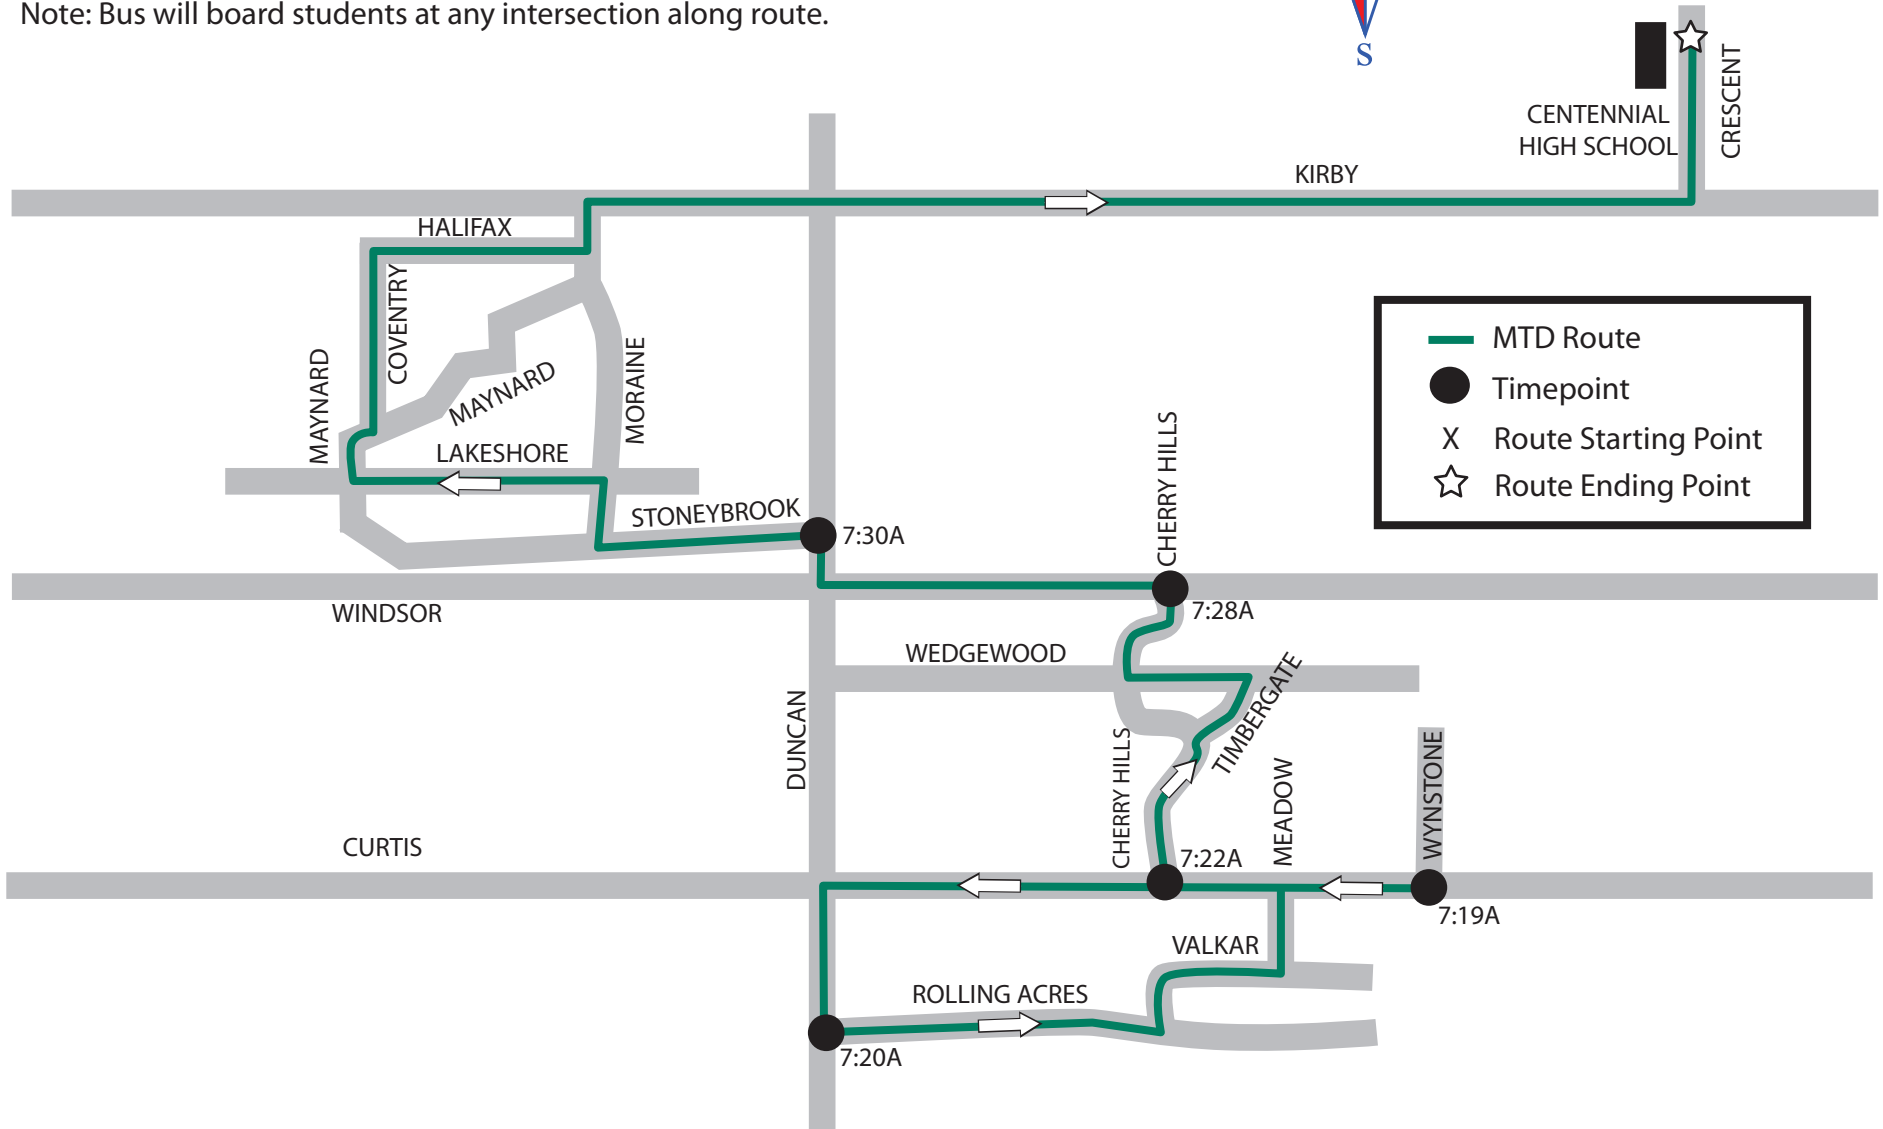 Note: Bus will board students at any intersection along route.
S
CENTENNIAL
HIGH SCHOOL
CRESCENT
KIRBY
HALIFAX
COVENTRY
MAYNARD
MAYNARD
MORAINE
LAKESHORE
STONEYBROOK
7:30A
CHERRY HILLS
MTD Route
Timepoint
X Route Starting Point
Route Ending Point
7:28A
WINDSOR
WEDGEWOOD
TIMBERGATE
DUNCAN
CHERRY HILLS
MEADOW
WYNSTONE
CURTIS
7:22A
7:19A
VALKAR
ROLLING ACRES
7:20A